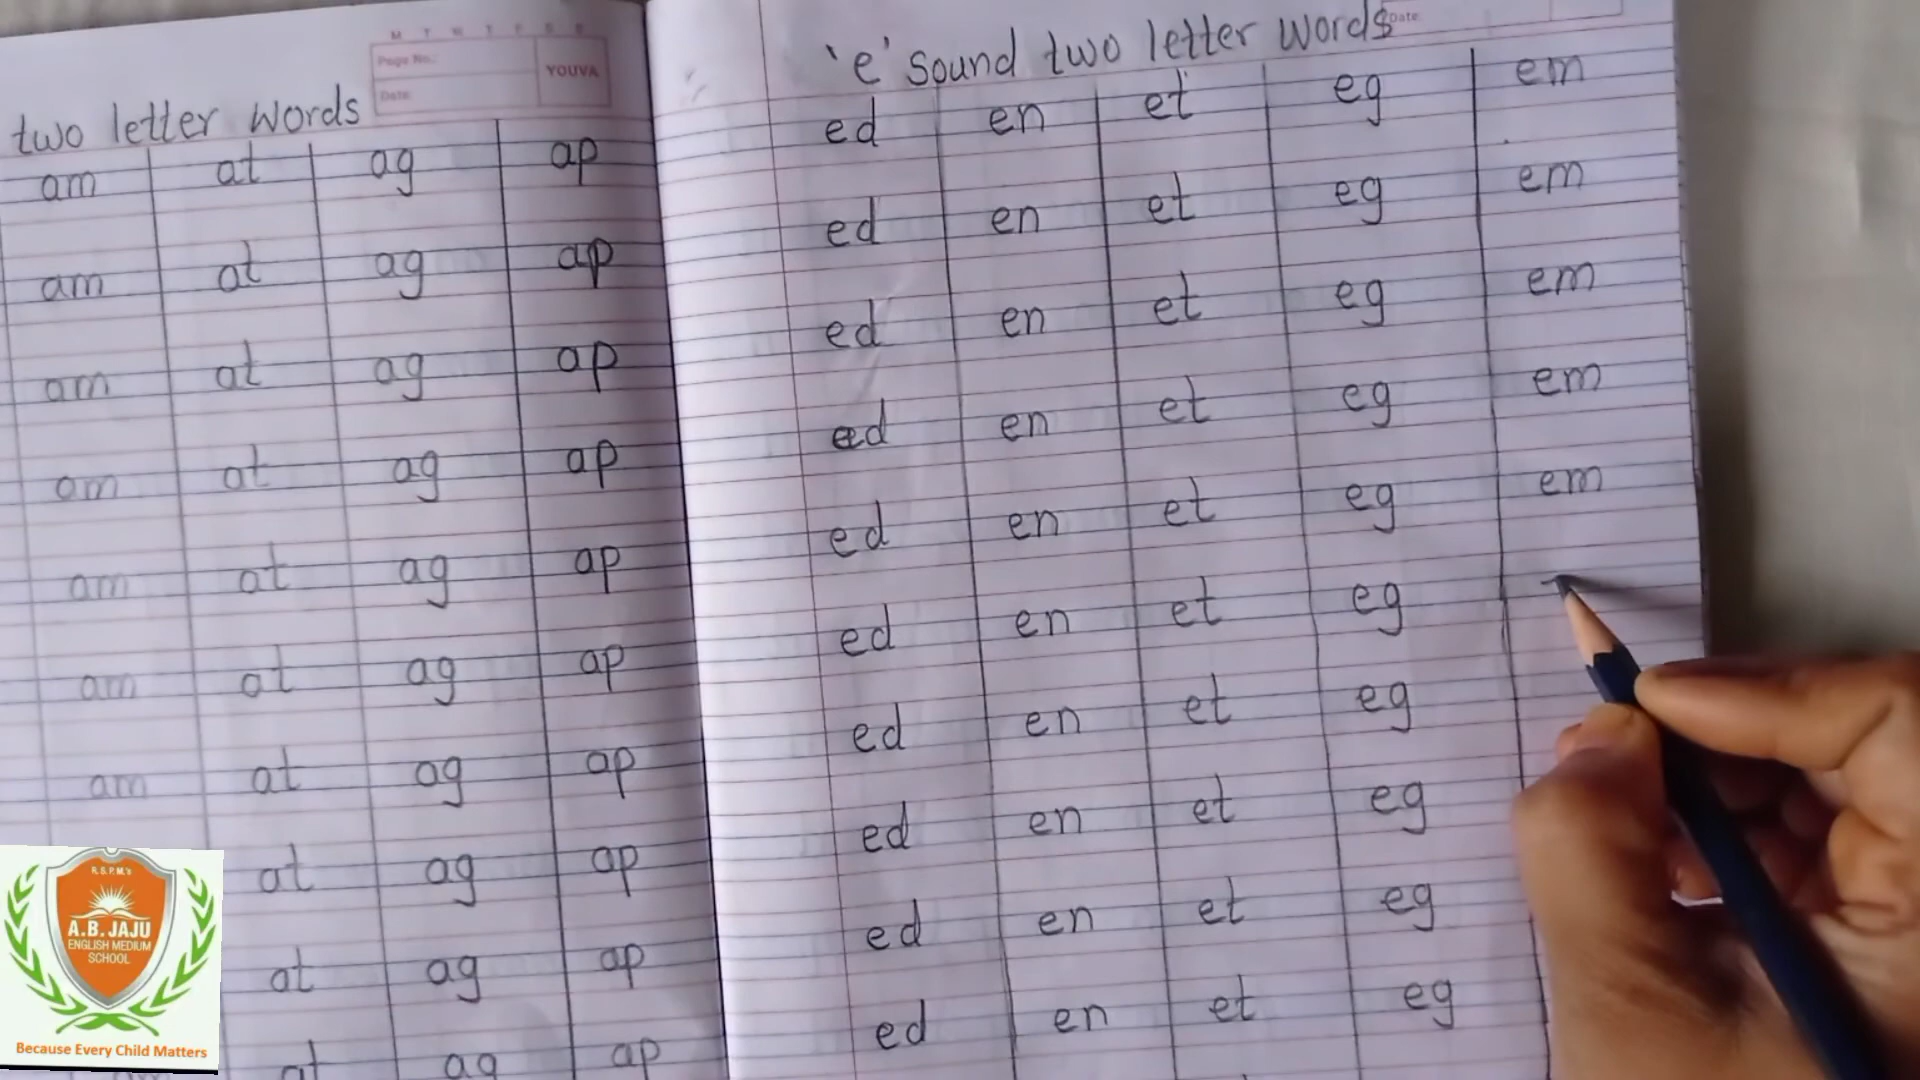 M T W T F S S
Page No.:
Date:
YOUVA
two letter words
am at ag ap
am at ag ap
am at ag ap
am at ag ap
am at ag ap
am at ag ap
am at ag ap
at ag ap
at ag ap
at ag ap
Date:
'e' sound two letter words
ed en et eg em
ed en et eg em
ed en et eg em
ed en et eg em
ed en et eg em
ed en et eg
ed en et eg
ed en et eg
ed en et eg
ed en et eg
R.S.P.M.'s
A.B. JAJU
ENGLISH MEDIUM
SCHOOL
Because Every Child Matters